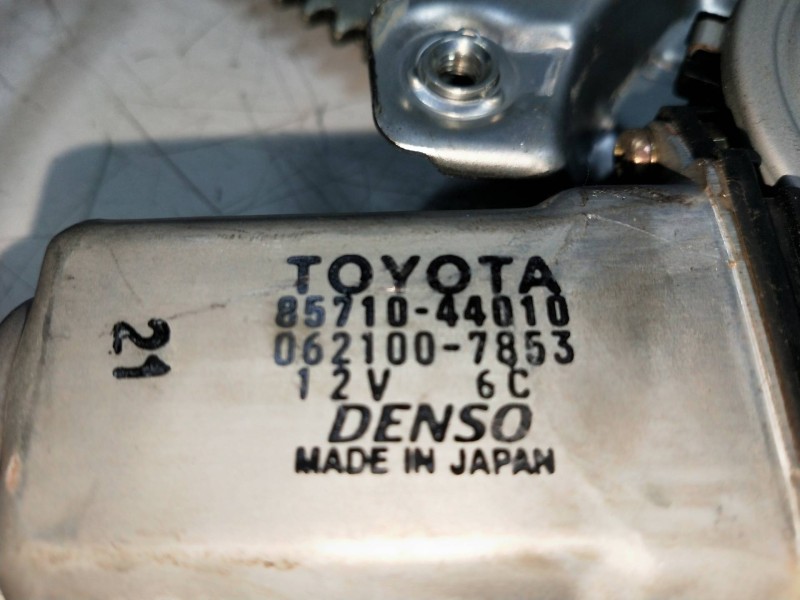 TOYOTA
85710-44010
062100-7853
12V 6C
DENSO
MADE IN JAPAN
21